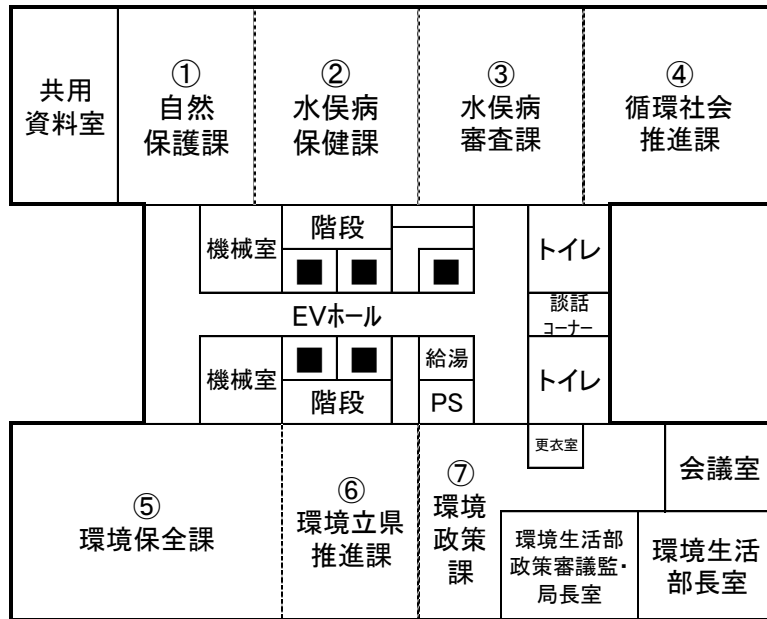 共用
資料室
①
自然
保護課
②
水俣病
保健課
③
水俣病
審査課
④
循環社会
推進課
機械室
階段
トイレ
EVホール
談話
コーナー
機械室
階段
給湯
PS
トイレ
⑤
環境保全課
⑥
環境立県
推進課
⑦
環境
政策
課
更衣室
会議室
環境生活部
政策審議監・
局長室
環境生活
部長室